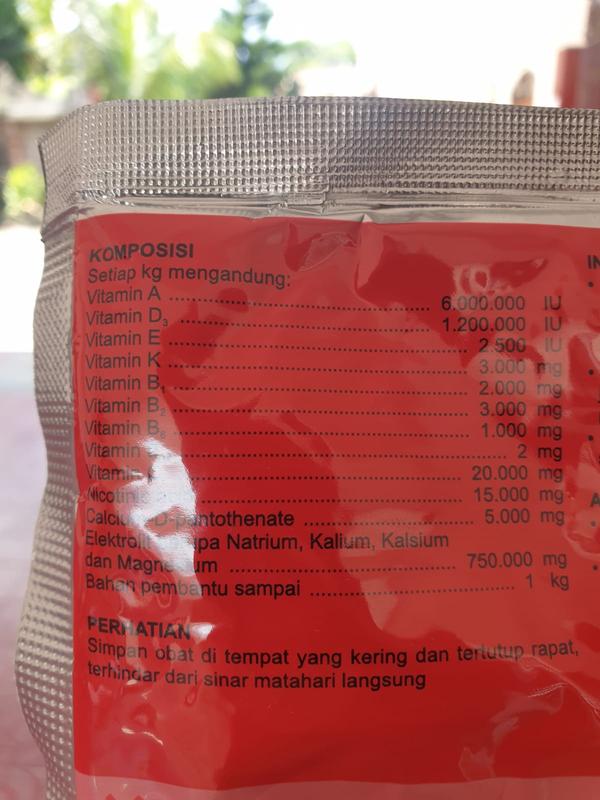 KOMPOSISI
Setiap kg mengandung:
Vitamin A ........ 6.000.000 IU
Vitamin D3 ........ 1.200.000 IU
Vitamin E ........ 2.500 IU
Vitamin K ........ 3.000 mg
Vitamin B1 ........ 2.000 mg
Vitamin B2 ........ 3.000 mg
Vitamin B6 ........ 1.000 mg
Vitamin ........ 2 mg
Vitamin ........ 20.000 mg
Nicotinic acid ........ 15.000 mg
Calcium D-pantothenate ........ 5.000 mg
Elektrolit Natrium, Kalium, Kalsium
dan Magnesium ........ 750.000 mg
Bahan pembantu sampai ........ 1 kg
PERHATIAN
Simpan obat di tempat yang kering dan tertutup rapat,
terhindar dari sinar matahari langsung